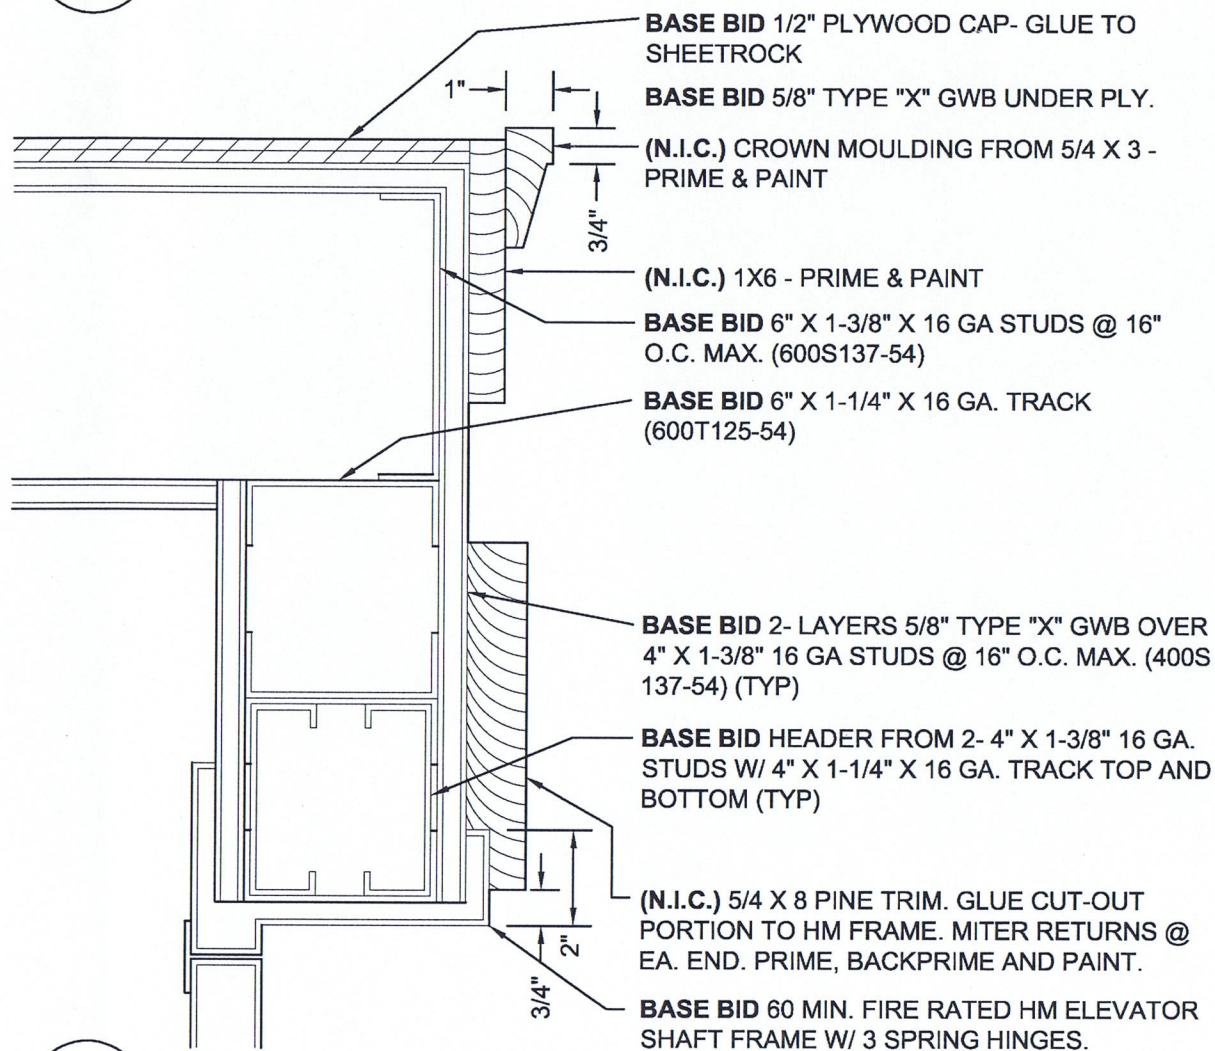 BASE BID 1/2" PLYWOOD CAP- GLUE TO
SHEETROCK
1"
BASE BID 5/8" TYPE "X" GWB UNDER PLY.
(N.I.C.) CROWN MOULDING FROM 5/4 X 3 -
PRIME & PAINT
3/4"
(N.I.C.) 1X6 - PRIME & PAINT
BASE BID 6" X 1-3/8" X 16 GA STUDS @ 16"
O.C. MAX. (600S137-54)
BASE BID 6" X 1-1/4" X 16 GA. TRACK
(600T125-54)
BASE BID 2- LAYERS 5/8" TYPE "X" GWB OVER
4" X 1-3/8" 16 GA STUDS @ 16" O.C. MAX. (400S
137-54) (TYP)
BASE BID HEADER FROM 2- 4" X 1-3/8" 16 GA.
STUDS W/ 4" X 1-1/4" X 16 GA. TRACK TOP AND
BOTTOM (TYP)
(N.I.C.) 5/4 X 8 PINE TRIM. GLUE CUT-OUT
PORTION TO HM FRAME. MITER RETURNS @
EA. END. PRIME, BACKPRIME AND PAINT.
2"
3/4"
BASE BID 60 MIN. FIRE RATED HM ELEVATOR
SHAFT FRAME W/ 3 SPRING HINGES.